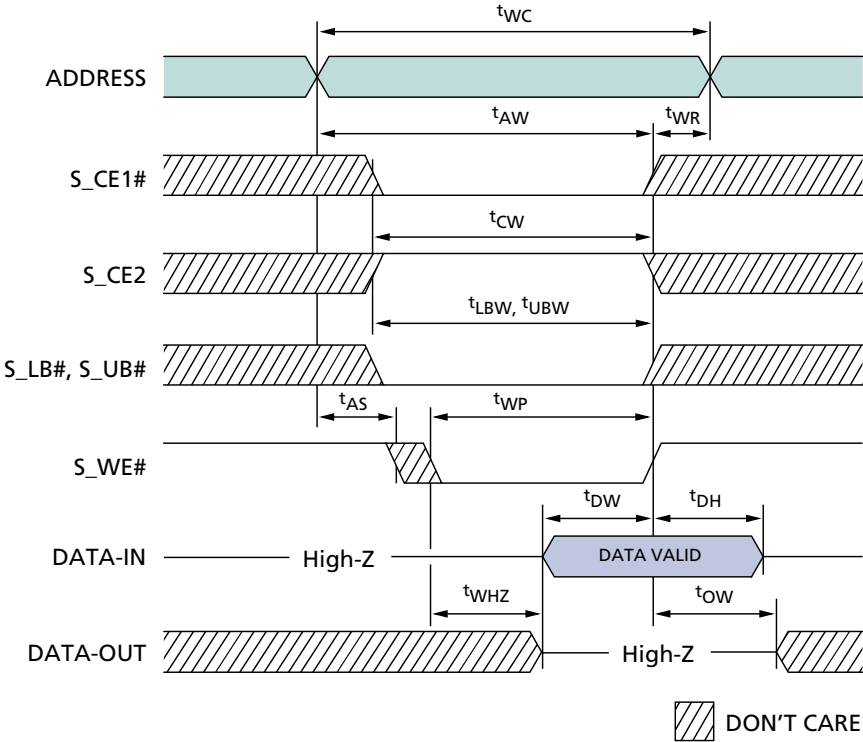 tWC
ADDRESS
tAW
tWR
S_CE1#
tCW
S_CE2
tLBW, tUBW
S_LB#, S_UB#
tAS
tWP
S_WE#
tDW
tDH
DATA-IN
High-Z
DATA VALID
tWHZ
tOW
DATA-OUT
High-Z
DON'T CARE